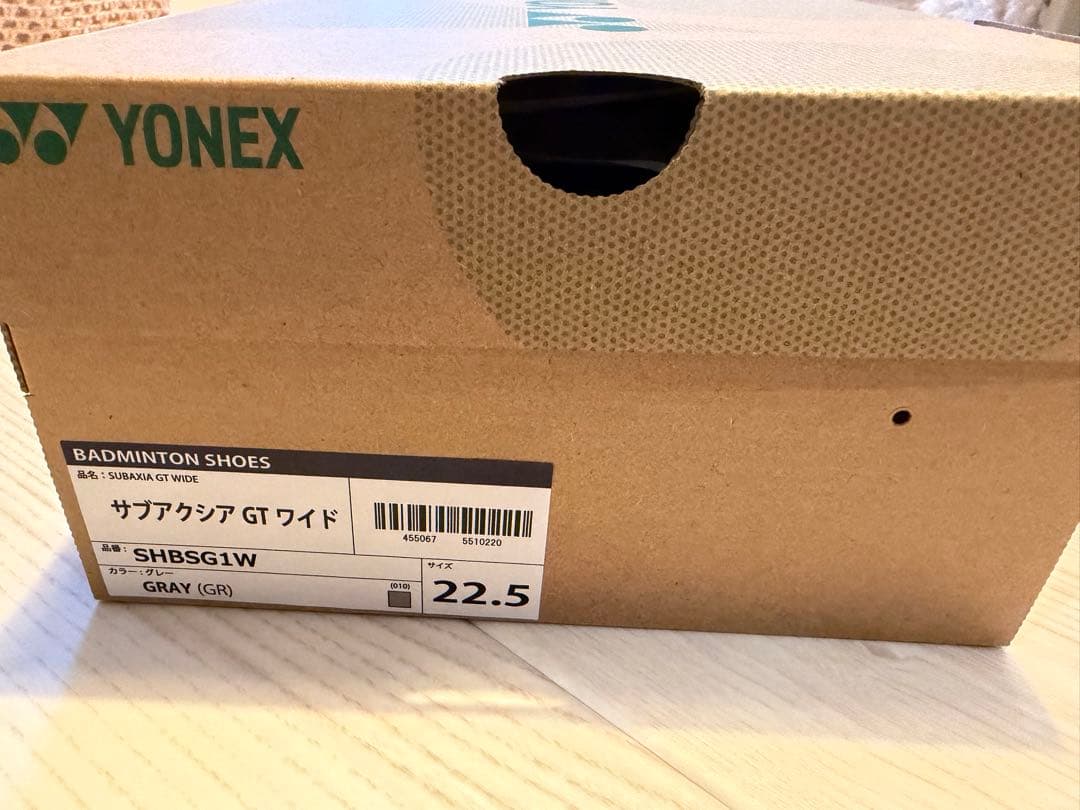 YONEX
BADMINTON SHOES
品名：SUBAXIA GT WIDE
サブアクシア GT ワイド
455067 5510220
品番： SHBSG1W
カラー：グレー
GRAY (GR)
(010)
サイズ
22.5